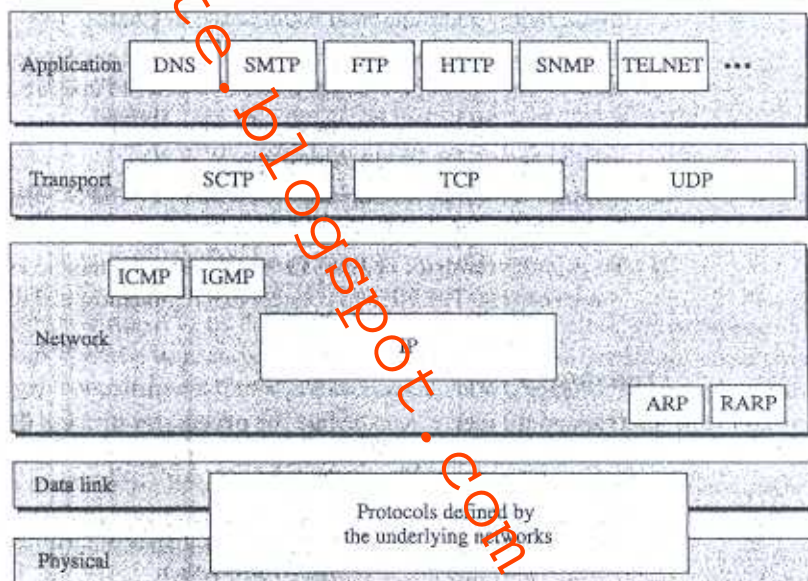 Application DNS SMTP FTP HTTP SNMP TELNET •••
Transport SCTP TCP UDP
ICMP IGMP
Network IP
ARP RARP
Data link
Protocols defined by
the underlying networks
Physical
te.blogspot.com